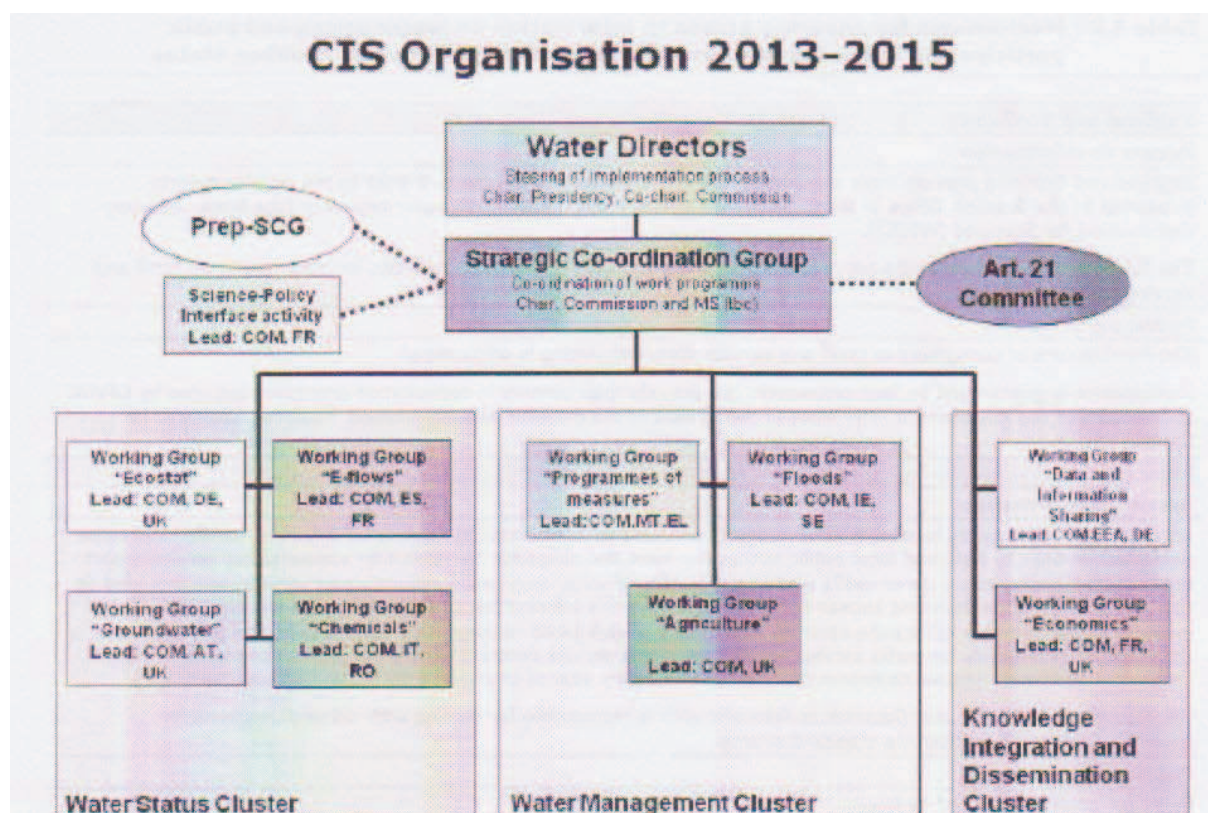 CIS Organisation 2013-2015
Water Directors
Steering of implementation process
Chair: Presidency, Co-chair: Commission
Prep-SCG
Strategic Co-ordination Group
Co-ordination of work programme
Chair: Commission and MS (tbc)
Art. 21
Committee
Science-Policy
Interface activity
Lead: COM, FR
Working Group
"Ecostat"
Lead: COM, DE,
UK
Working Group
"E-flows"
Lead: COM, ES,
FR
Working Group
"Programmes of
measures"
Lead:COM,MT,EL
Working Group
"Floods"
Lead: COM, IE,
SE
Working Group
"Data and
Information
Sharing"
Lead:COM,EEA, DE
Working Group
"Groundwater"
Lead: COM, AT,
UK
Working Group
"Chemicals"
Lead: COM, IT,
RO
Working Group
"Agriculture"
Lead: COM, UK
Working Group
"Economics"
Lead: COM, FR,
UK
Water Status Cluster
Water Management Cluster
Knowledge
Integration and
Dissemination
Cluster